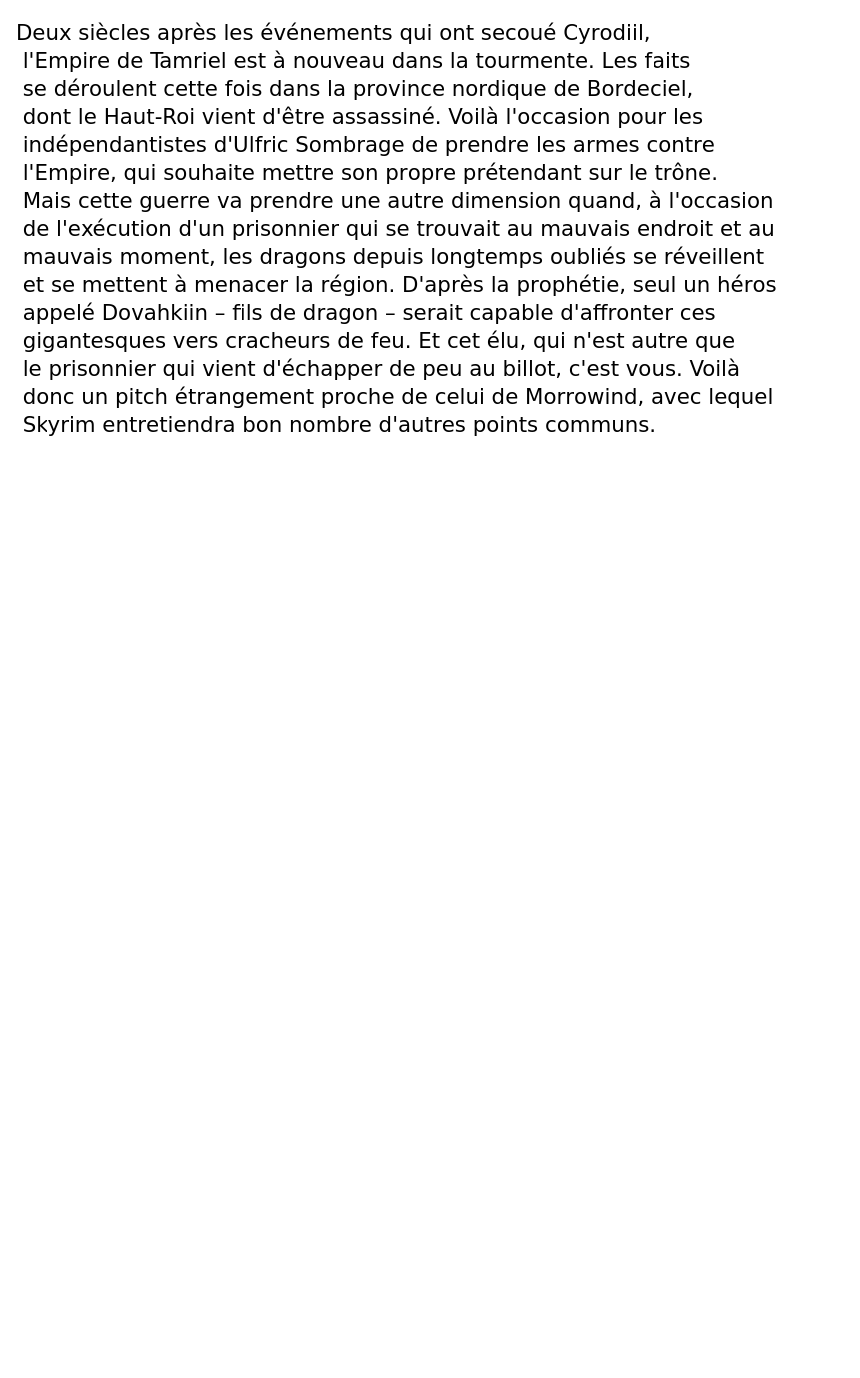 Deux siècles après les événements qui ont secoué Cyrodiil,
l'Empire de Tamriel est à nouveau dans la tourmente. Les faits
se déroulent cette fois dans la province nordique de Bordeciel,
dont le Haut-Roi vient d'être assassiné. Voilà l'occasion pour les
indépendantistes d'Ulfric Sombrage de prendre les armes contre
l'Empire, qui souhaite mettre son propre prétendant sur le trône.
Mais cette guerre va prendre une autre dimension quand, à l'occasion
de l'exécution d'un prisonnier qui se trouvait au mauvais endroit et au
mauvais moment, les dragons depuis longtemps oubliés se réveillent
et se mettent à menacer la région. D'après la prophétie, seul un héros
appelé Dovahkiin – fils de dragon – serait capable d'affronter ces
gigantesques vers cracheurs de feu. Et cet élu, qui n'est autre que
le prisonnier qui vient d'échapper de peu au billot, c'est vous. Voilà
donc un pitch étrangement proche de celui de Morrowind, avec lequel
Skyrim entretiendra bon nombre d'autres points communs.